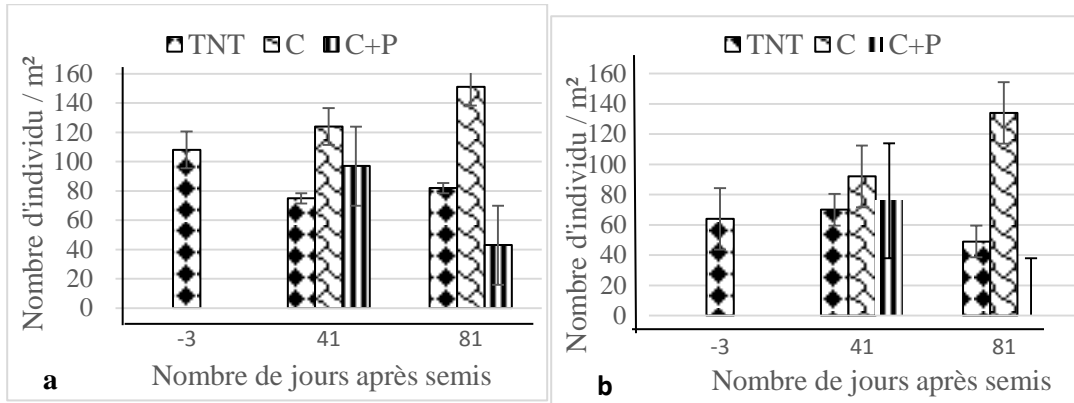 TNT C C+P
Nombre d'individu / m²
160
140
120
100
80
60
40
20
0
-3 41 81
a Nombre de jours après semis
TNT C C+P
Nombre d'individu / m²
160
140
120
100
80
60
40
20
0
-3 41 81
b Nombre de jours après semis